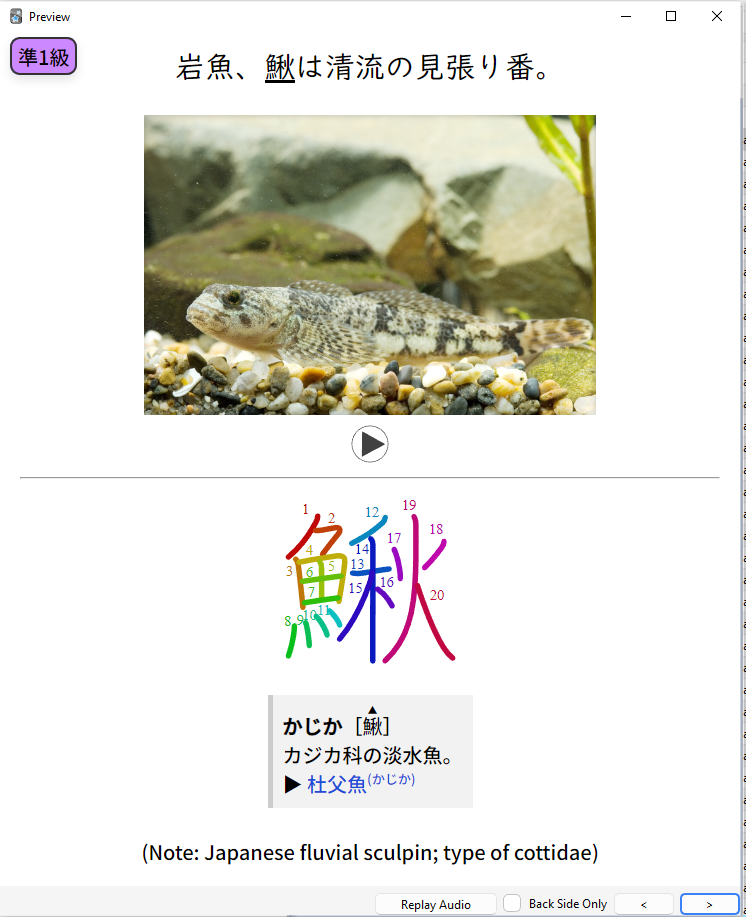 Preview
準1級
岩魚、鰍は清流の見張り番。
1 2 3 4 5 6 7 8 9 10 11 12 13 14 15 16 17 18 19 20
鰍
▲
かじか［鰍］
カジカ科の淡水魚。
▶ 杜父魚(かじか)
(Note: Japanese fluvial sculpin; type of cottidae)
Replay Audio
Back Side Only
<
>